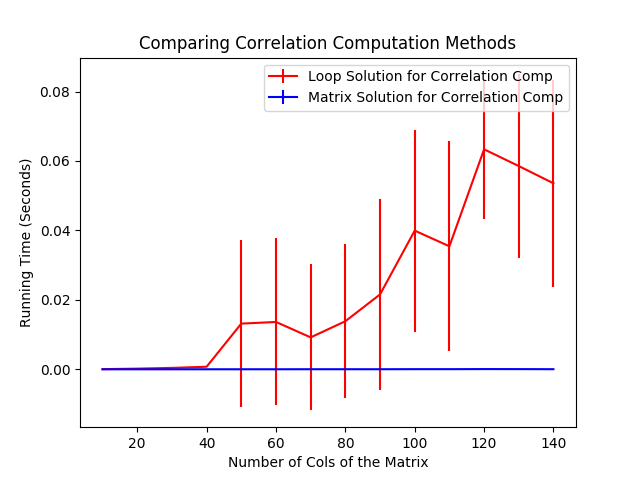 Comparing Correlation Computation Methods
Loop Solution for Correlation Comp
Matrix Solution for Correlation Comp
Running Time (Seconds)
0.08
0.06
0.04
0.02
0.00
20 40 60 80 100 120 140
Number of Cols of the Matrix